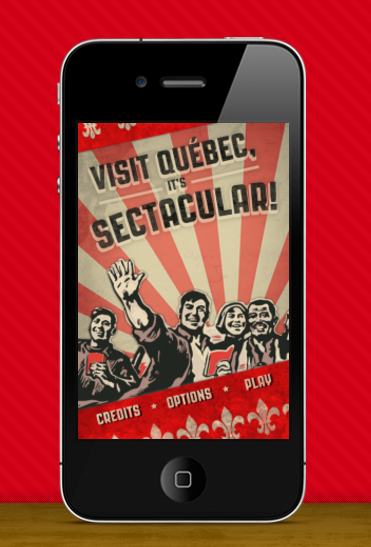 VISIT QUÉBEC,
IT'S
SECTACULAR!
CREDITS ★ OPTIONS ★ PLAY